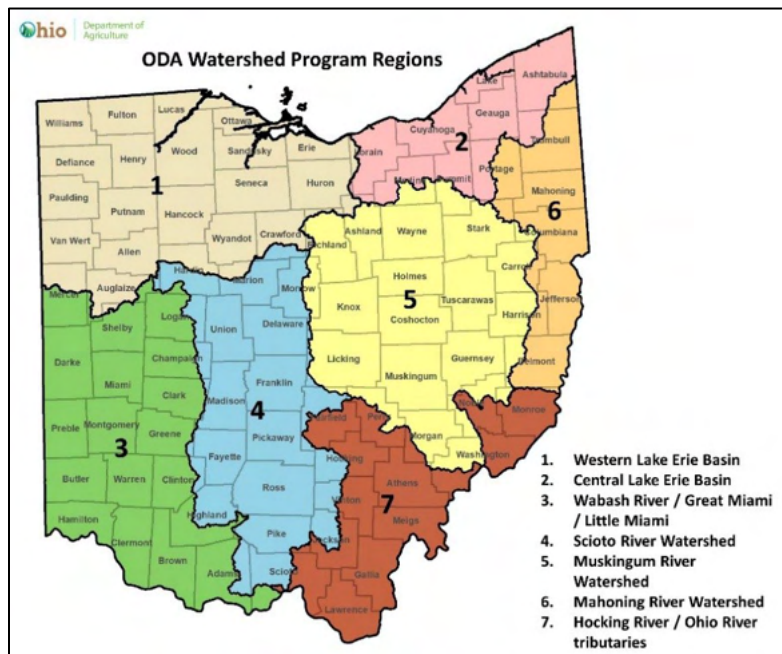 Ohio
Department of
Agriculture
ODA Watershed Program Regions
Williams
Fulton
Lucas
Ottawa
Defiance
Henry
Wood
Sandusky
Erie
Paulding
Seneca
Huron
Putnam
Hancock
Van Wert
Allen
Wyandot
Crawford
Auglaize
1
Lorain
Cuyahoga
Lake
Geauga
Ashtabula
Summit
Portage
2
Trumbull
Mahoning
6
Columbiana
Jefferson
Belmont
Richland
Ashland
Wayne
Stark
Holmes
Carroll
Knox
5
Tuscarawas
Coshocton
Harrison
Licking
Muskingum
Guernsey
Morgan
Washington
Hardin
Marion
Morrow
Union
Delaware
Franklin
Madison
4
Pickaway
Fayette
Ross
Highland
Pike
Scioto
Mercer
Shelby
Logan
Darke
Champaign
Miami
Clark
Preble
Montgomery
Greene
3
Butler
Warren
Clinton
Hamilton
Clermont
Brown
Adams
Monroe
Hocking
Athens
7
Meigs
Gallia
Lawrence
1. Western Lake Erie Basin
2. Central Lake Erie Basin
3. Wabash River / Great Miami
/ Little Miami
4. Scioto River Watershed
5. Muskingum River
Watershed
6. Mahoning River Watershed
7. Hocking River / Ohio River
tributaries